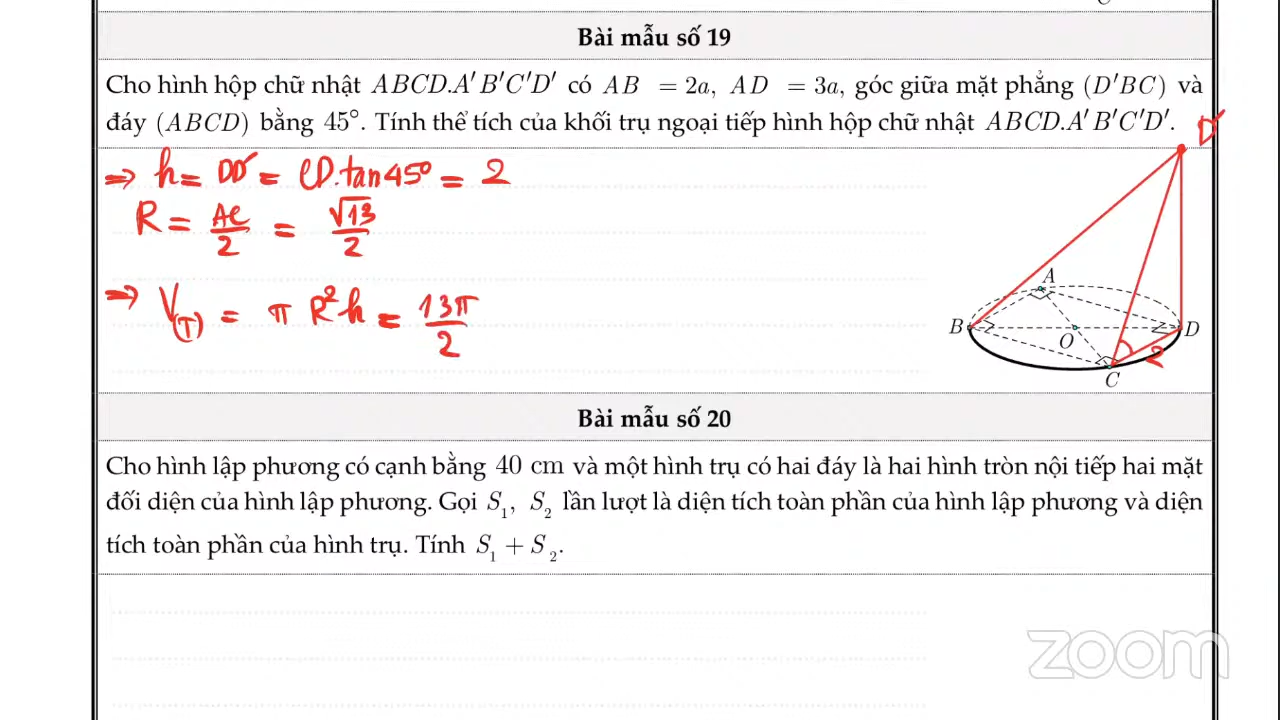 Bài mẫu số 19
Cho hình hộp chữ nhật ABCD.A'B'C'D' có AB = 2a, AD = 3a, góc giữa mặt phẳng (D'BC) và
đáy (ABCD) bằng 45°. Tính thể tích của khối trụ ngoại tiếp hình hộp chữ nhật ABCD.A'B'C'D'.
D'
⇒ h = DD' = CD.tan45° = 2
R = AC/2 = √13/2
⇒ V(T) = π R²h = 13π/2
A
B
O
D
2
C
Bài mẫu số 20
Cho hình lập phương có cạnh bằng 40 cm và một hình trụ có hai đáy là hai hình tròn nội tiếp hai mặt
đối diện của hình lập phương. Gọi S₁, S₂ lần lượt là diện tích toàn phần của hình lập phương và diện
tích toàn phần của hình trụ. Tính S₁ + S₂.
zoom